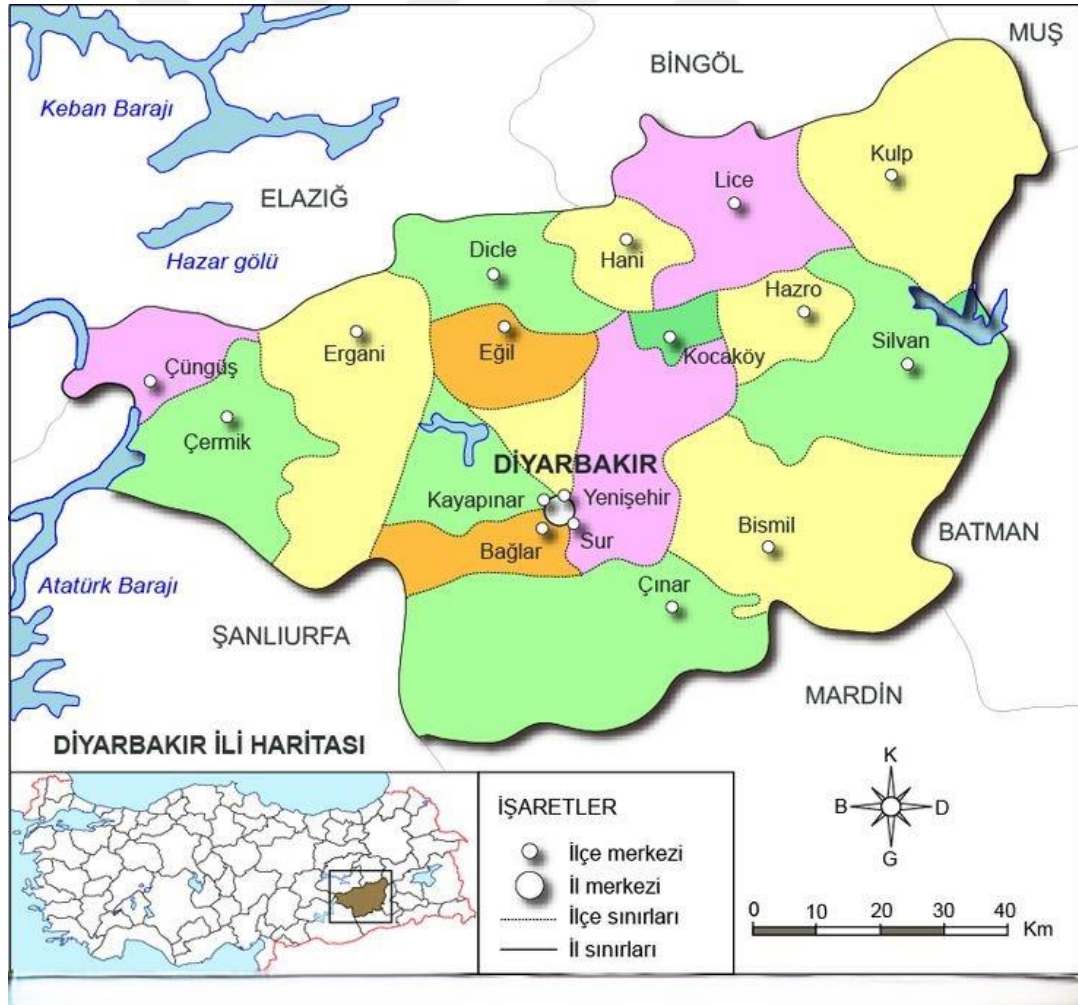 MUŞ
BİNGÖL
Keban Barajı
Kulp
Lice
ELAZIĞ
Hani
Dicle
Hazar gölü
Hazro
Ergani
Eğil
Kocaköy
Silvan
Çüngüş
Çermik
DİYARBAKIR
Kayapınar
Yenişehir
Bismil
BATMAN
Sur
Bağlar
Atatürk Barajı
Çınar
ŞANLIURFA
MARDİN
DİYARBAKIR İLİ HARİTASI
K
B D
G
İŞARETLER
İlçe merkezi
İl merkezi
İlçe sınırları
İl sınırları
0 10 20 30 40
Km